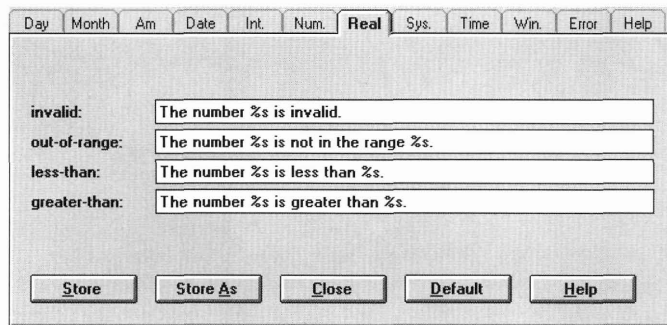 Day Month Am Date Int. Num. Real Sys. Time Win. Error Help
invalid: The number %s is invalid.
out-of-range: The number %s is not in the range %s.
less-than: The number %s is less than %s.
greater-than: The number %s is greater than %s.
Store Store As Close Default Help